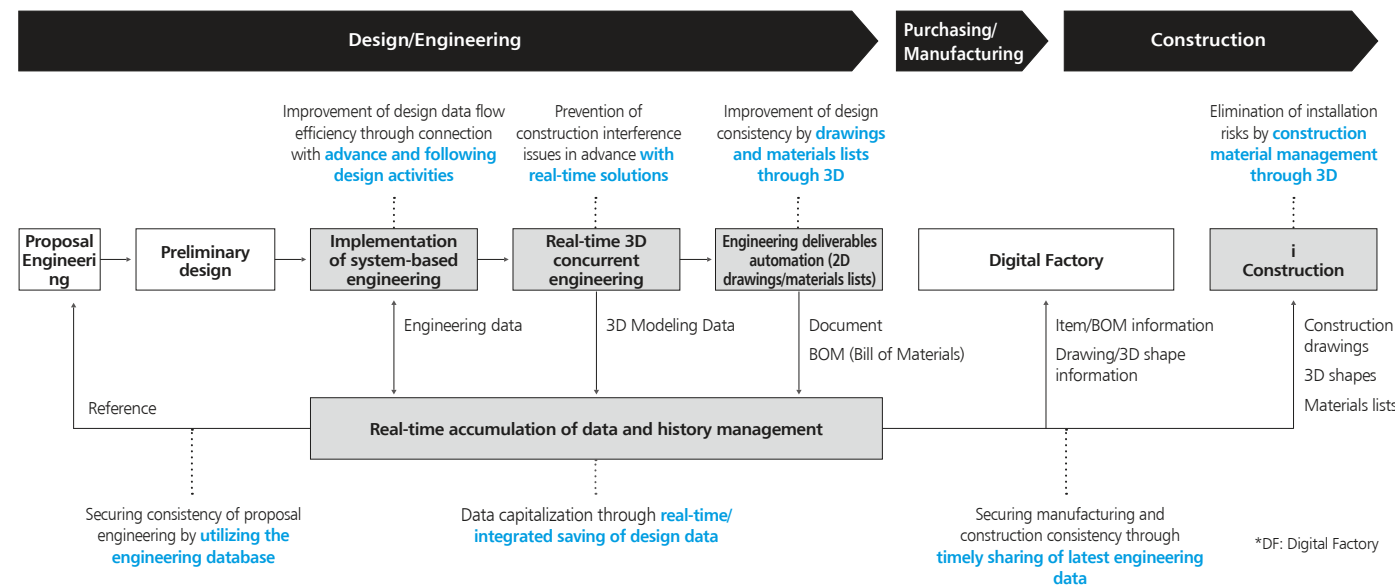 Design/Engineering
Purchasing/
Manufacturing
Construction
Improvement of design data flow
efficiency through connection
with advance and following
design activities
Prevention of
construction interference
issues in advance with
real-time solutions
Improvement of design
consistency by drawings
and materials lists
through 3D
Elimination of installation
risks by construction
material management
through 3D
Proposal
Engineeri
ng
Preliminary
design
Implementation
of system-based
engineering
Real-time 3D
concurrent
engineering
Engineering deliverables
automation (2D
drawings/materials lists)
Digital Factory
i
Construction
Engineering data
3D Modeling Data
Document
BOM (Bill of Materials)
Item/BOM information
Drawing/3D shape
information
Construction
drawings
3D shapes
Materials lists
Reference
Real-time accumulation of data and history management
Securing consistency of proposal
engineering by utilizing the
engineering database
Data capitalization through real-time/
integrated saving of design data
Securing manufacturing and
construction consistency through
timely sharing of latest engineering
data
*DF: Digital Factory